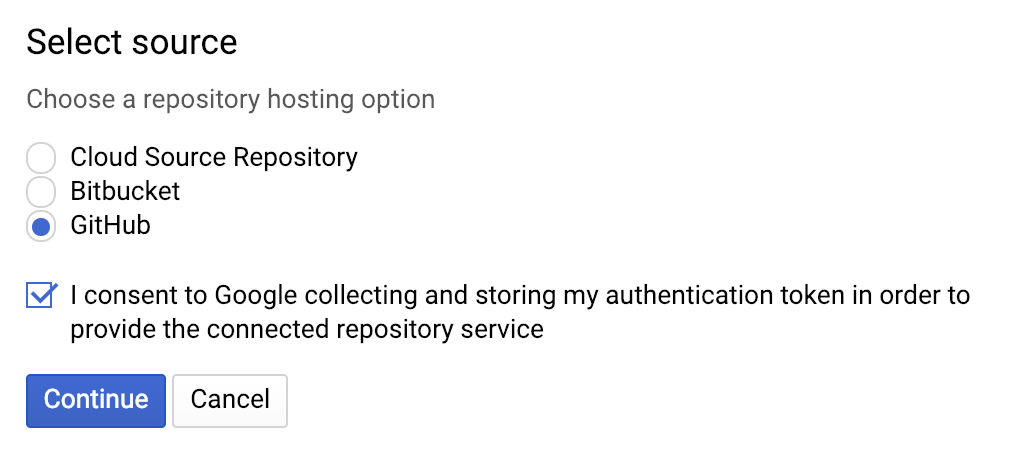 Select source
Choose a repository hosting option
Cloud Source Repository
Bitbucket
GitHub
I consent to Google collecting and storing my authentication token in order to
provide the connected repository service
Continue Cancel